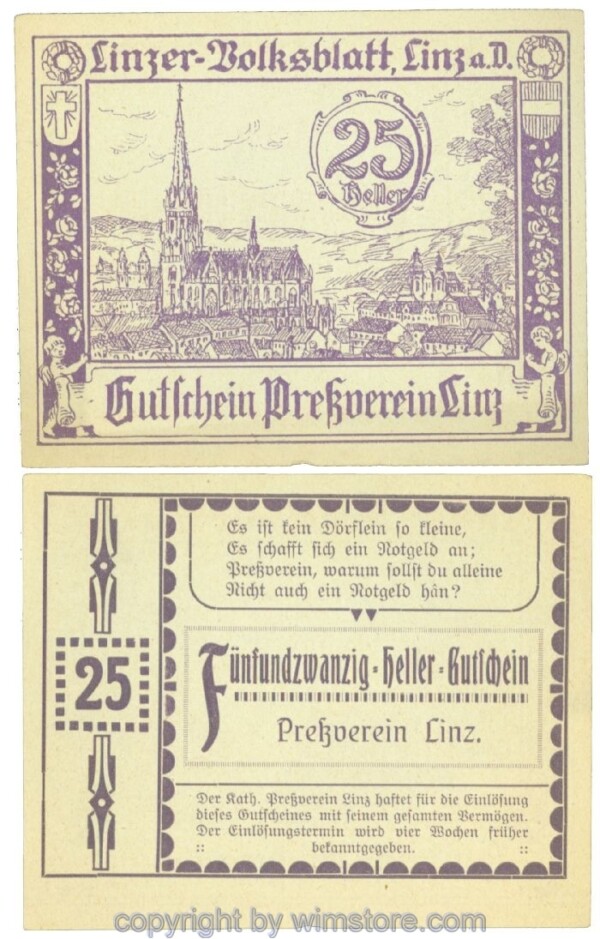 Linzer-Volksblatt, Linz a.D.
25
Heller
Gutschein Preßverein Linz
Es ist kein Dörflein so kleine,
Es schafft sich ein Notgeld an;
Preßverein, warum sollst du alleine
Nicht auch ein Notgeld hân?
25
Fünfundzwanzig-Heller-Gutschein
Preßverein Linz.
Der Kath. Preßverein Linz haftet für die Einlösung
dieses Gutscheines mit seinem gesamten Vermögen.
Der Einlösungstermin wird vier Wochen früher
:: bekanntgegeben. ::
copyright by wimstore.com